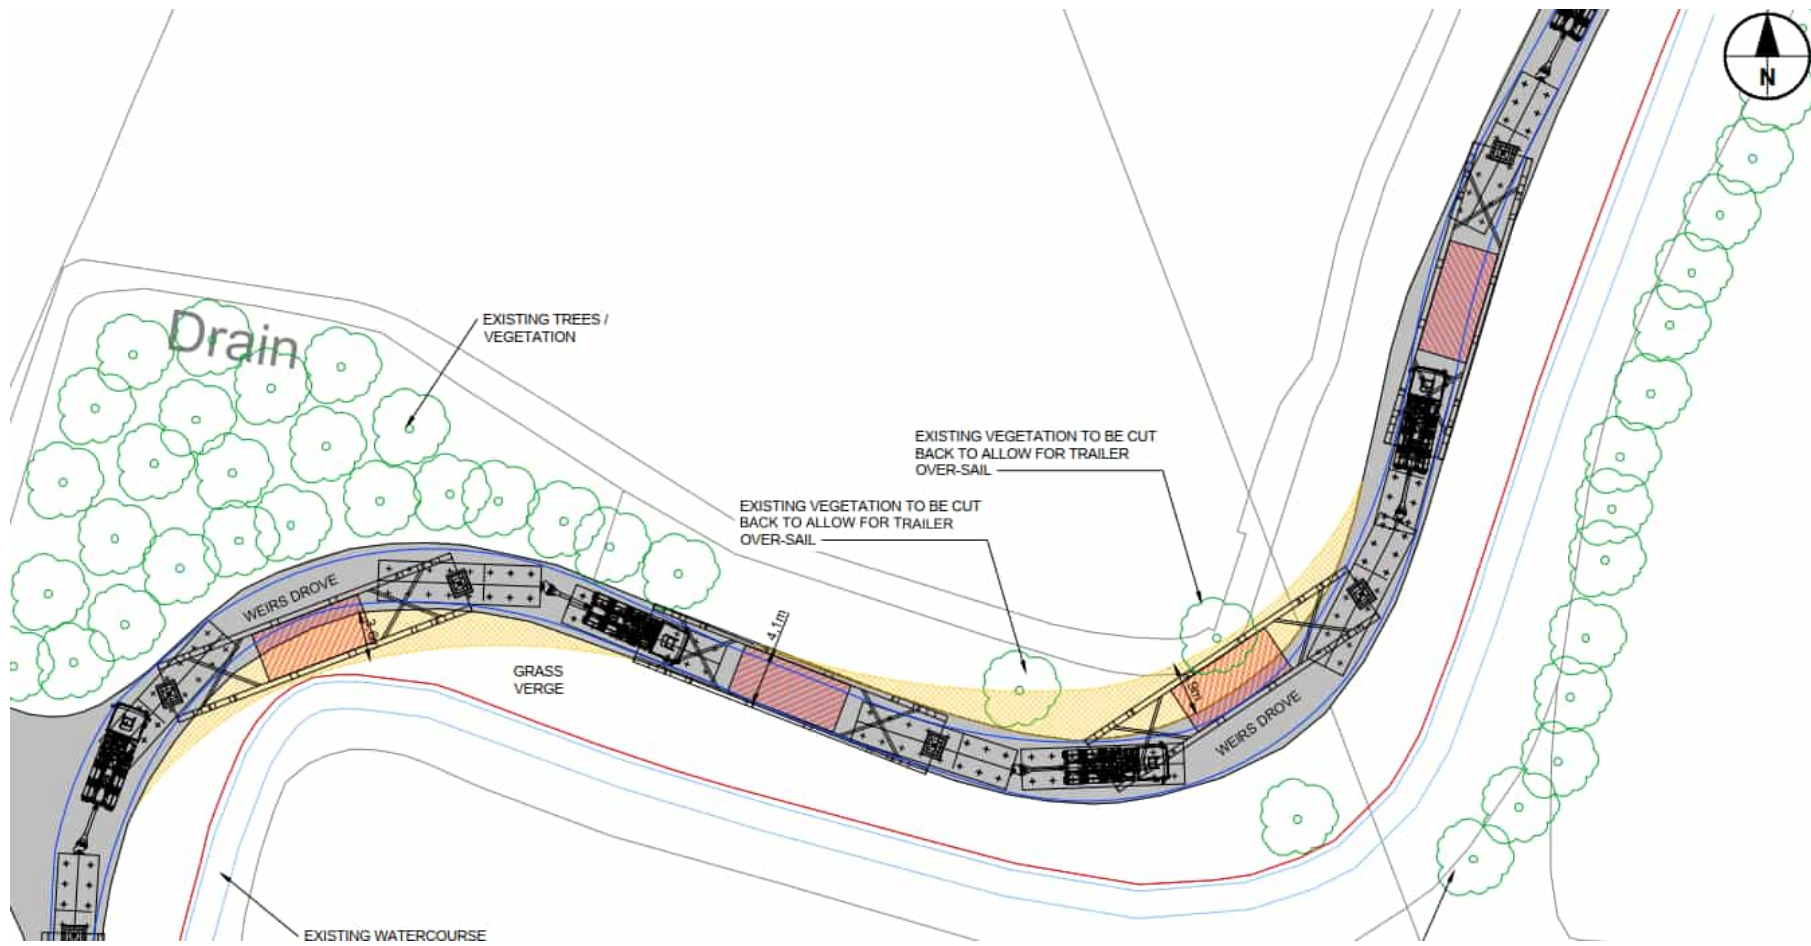 N
Drain
EXISTING TREES /
VEGETATION
EXISTING VEGETATION TO BE CUT
BACK TO ALLOW FOR TRAILER
OVER-SAIL
EXISTING VEGETATION TO BE CUT
BACK TO ALLOW FOR TRAILER
OVER-SAIL
WEIRS DROVE
4.1m
GRASS
VERGE
WEIRS DROVE
EXISTING WATERCOURSE